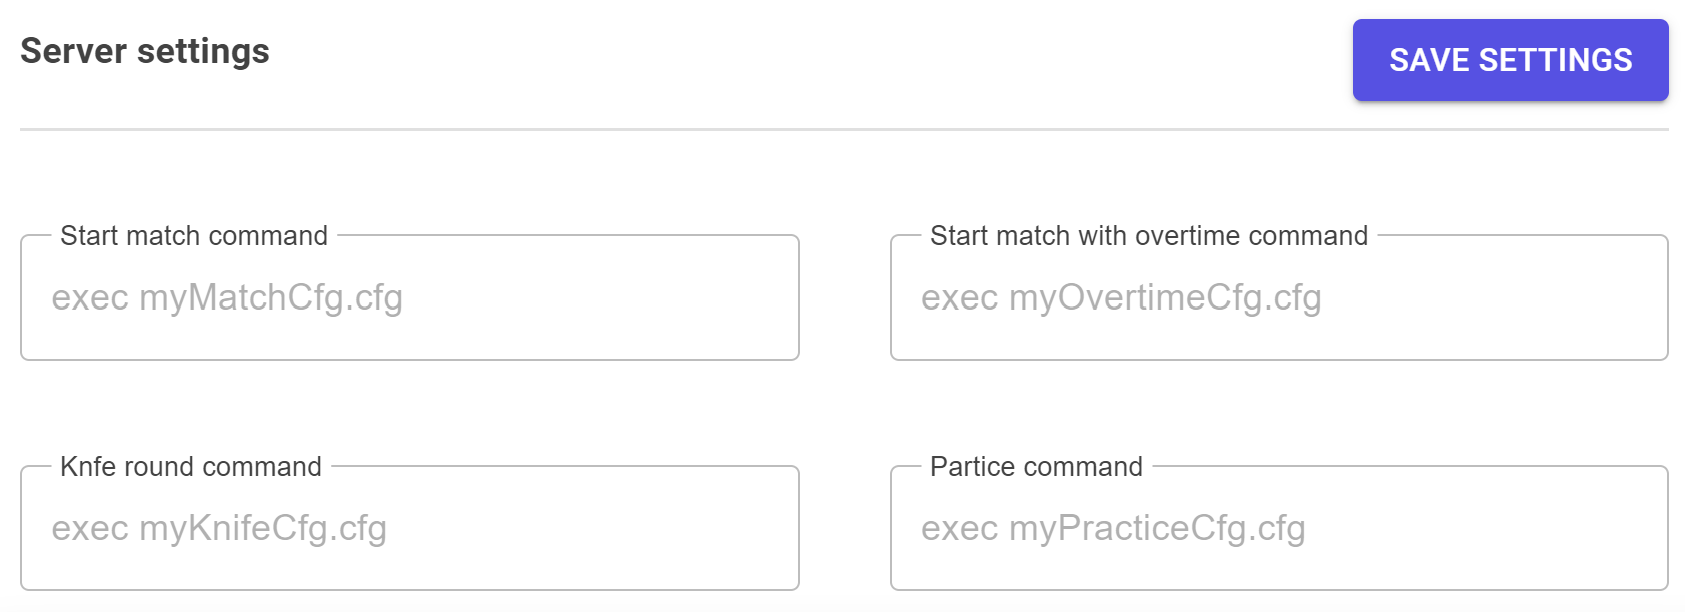 Server settings
SAVE SETTINGS
Start match command
exec myMatchCfg.cfg
Start match with overtime command
exec myOvertimeCfg.cfg
Knfe round command
exec myKnifeCfg.cfg
Partice command
exec myPracticeCfg.cfg